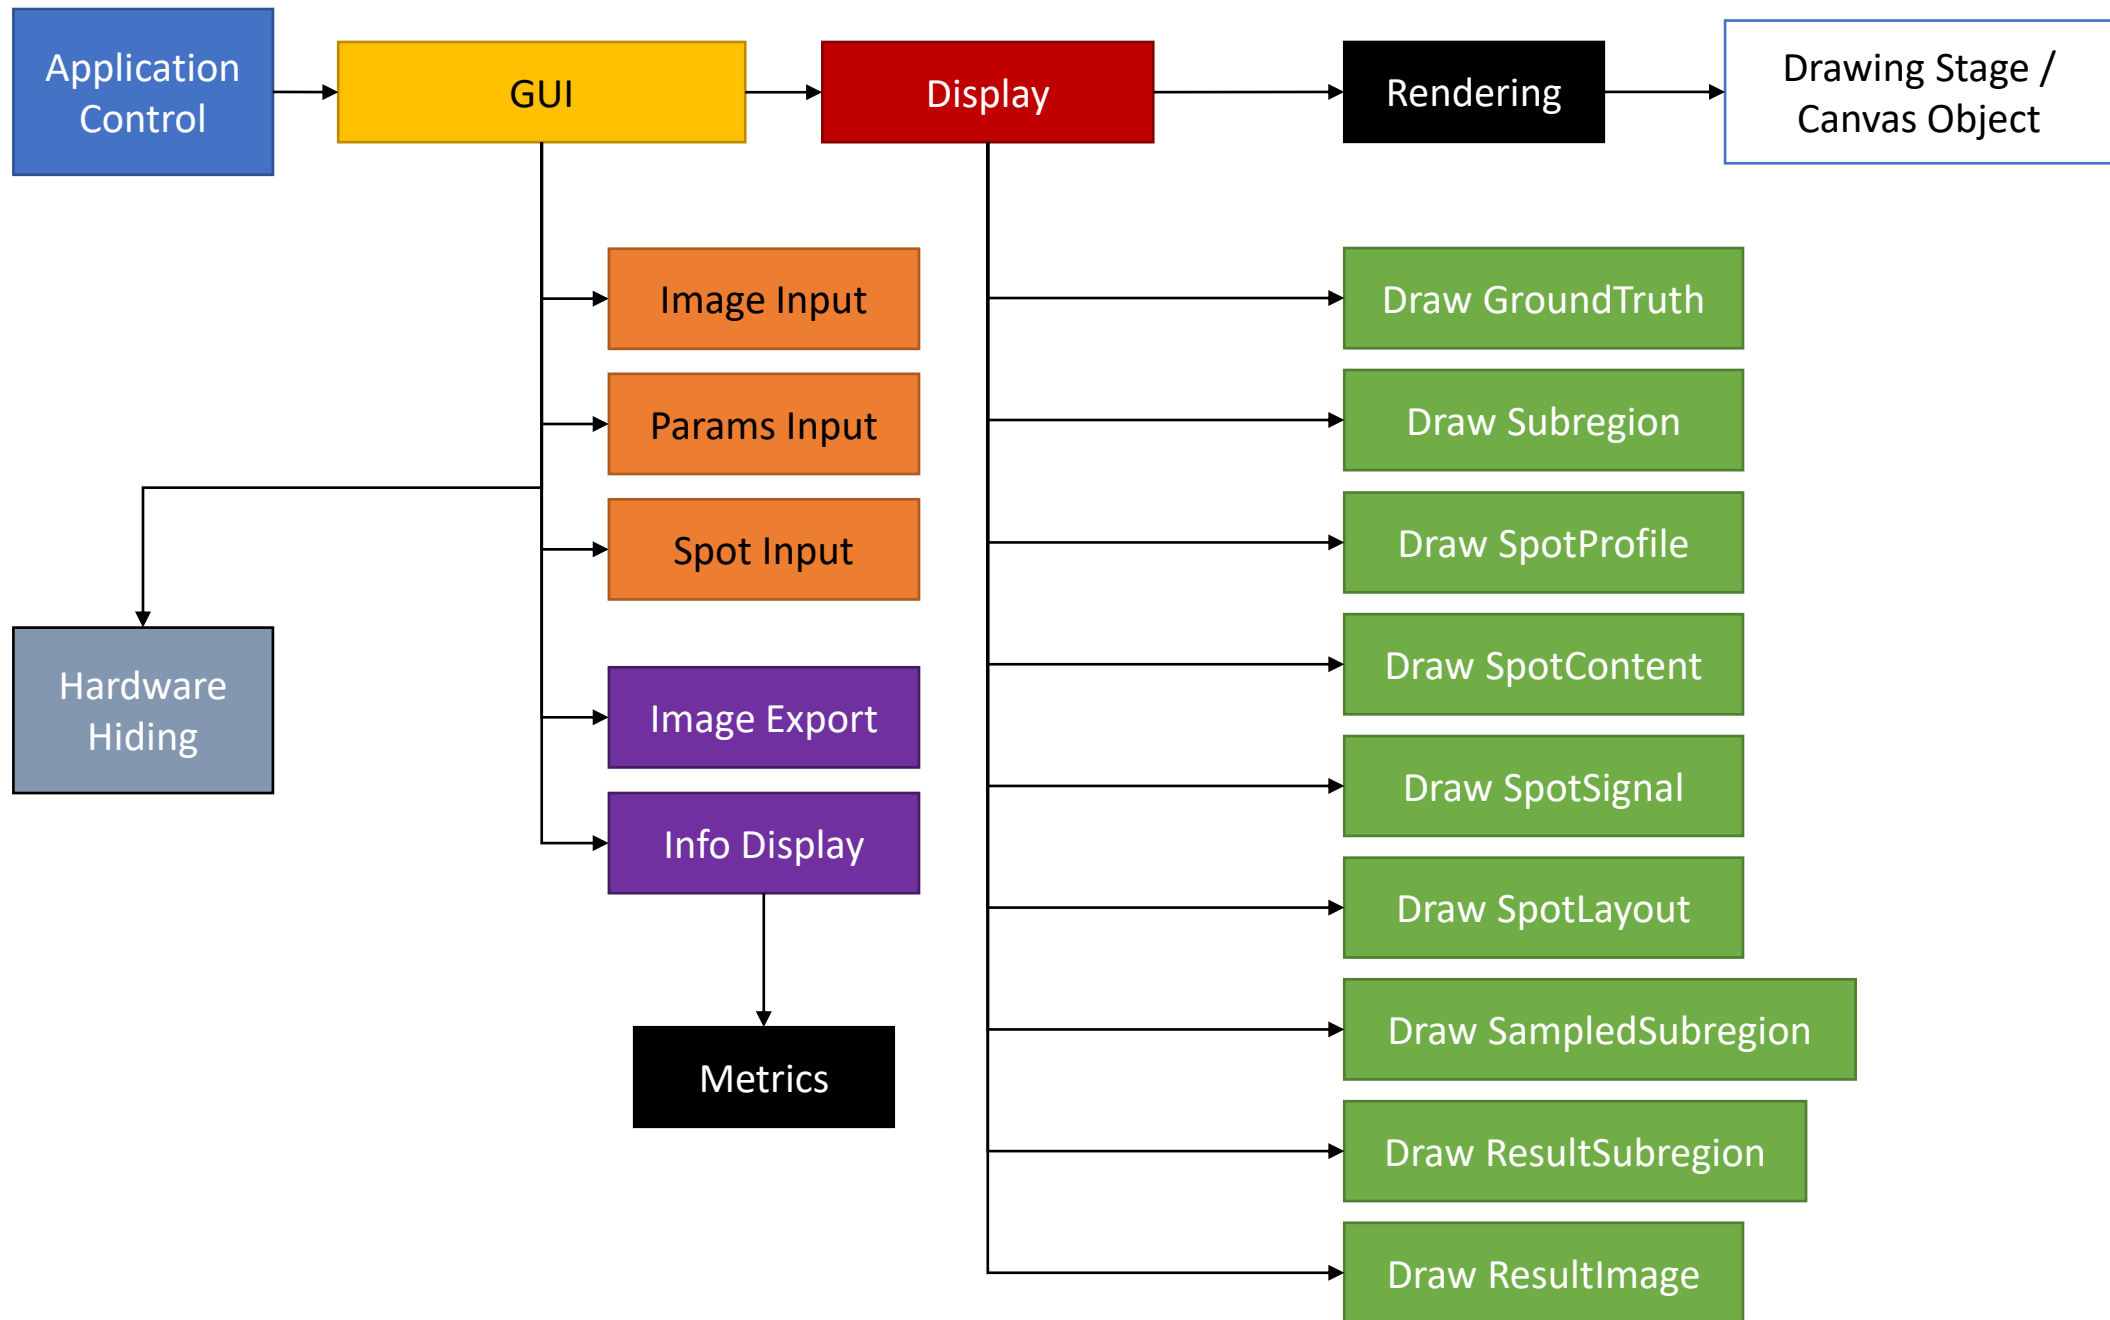 Application
Control
GUI
Display
Rendering
Drawing Stage /
Canvas Object
Image Input
Params Input
Spot Input
Hardware
Hiding
Image Export
Info Display
Metrics
Draw GroundTruth
Draw Subregion
Draw SpotProfile
Draw SpotContent
Draw SpotSignal
Draw SpotLayout
Draw SampledSubregion
Draw ResultSubregion
Draw ResultImage